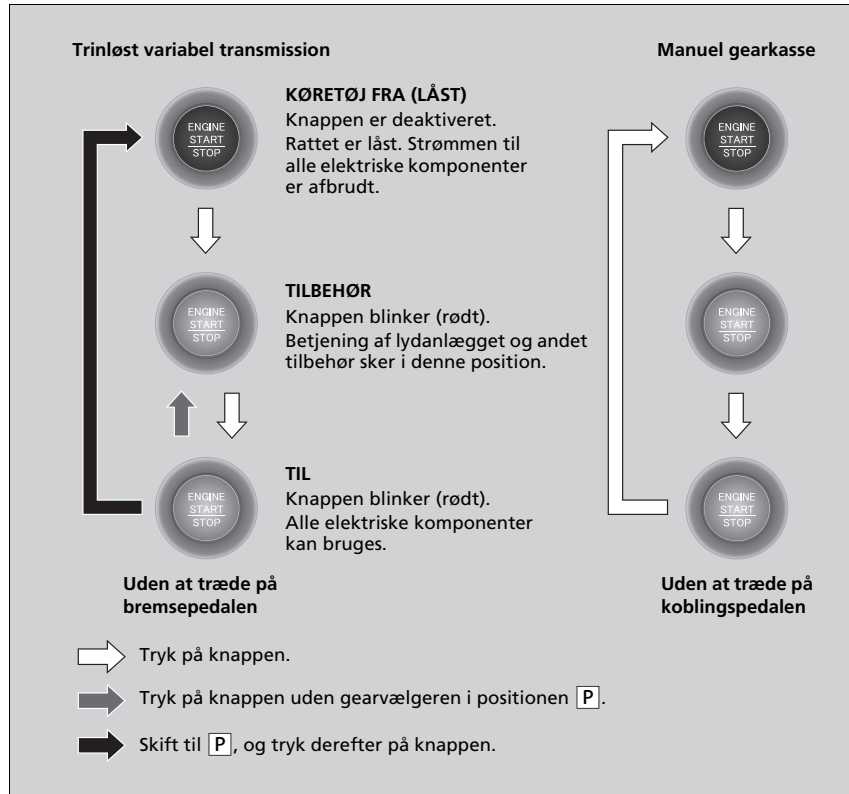 Trinløst variabel transmission
Manuel gearkasse
ENGINE
START
STOP
KØRETØJ FRA (LÅST)
Knappen er deaktiveret.
Rattet er låst. Strømmen til
alle elektriske komponenter
er afbrudt.
ENGINE
START
STOP
ENGINE
START
STOP
TILBEHØR
Knappen blinker (rødt).
Betjening af lydanlægget og andet
tilbehør sker i denne position.
ENGINE
START
STOP
ENGINE
START
STOP
TIL
Knappen blinker (rødt).
Alle elektriske komponenter
kan bruges.
ENGINE
START
STOP
Uden at træde på
bremsepedalen
Uden at træde på
koblingspedalen
Tryk på knappen.
Tryk på knappen uden gearvælgeren i positionen P.
Skift til P, og tryk derefter på knappen.